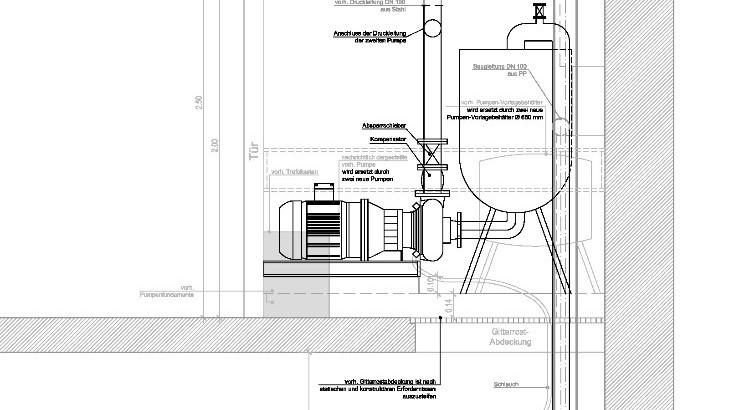 vorh. Druckleitung DN 100
aus Stahl
Anschluss der Druckleitung
der zweiten Pumpe
Saugleitung DN 100
aus PP
vorh. Pumpen-Vorlagebehälter
wird ersetzt durch zwei neue
Pumpen-Vorlagebehälter Ø 650 mm
2.50
2.00
Tür
Absperrschieber
Kompensator
nachrichtlich dargestellte
vorh. Pumpe
wird ersetzt durch
zwei neue Pumpen
vorh. Trafokasten
vorh.
Pumpenfundamente
0.10
0.14
Gitterrost-
Abdeckung
vorh. Gitterrostabdeckung ist nach
statischen und konstruktiven Erfordernissen
auszusteifen
Schlauch